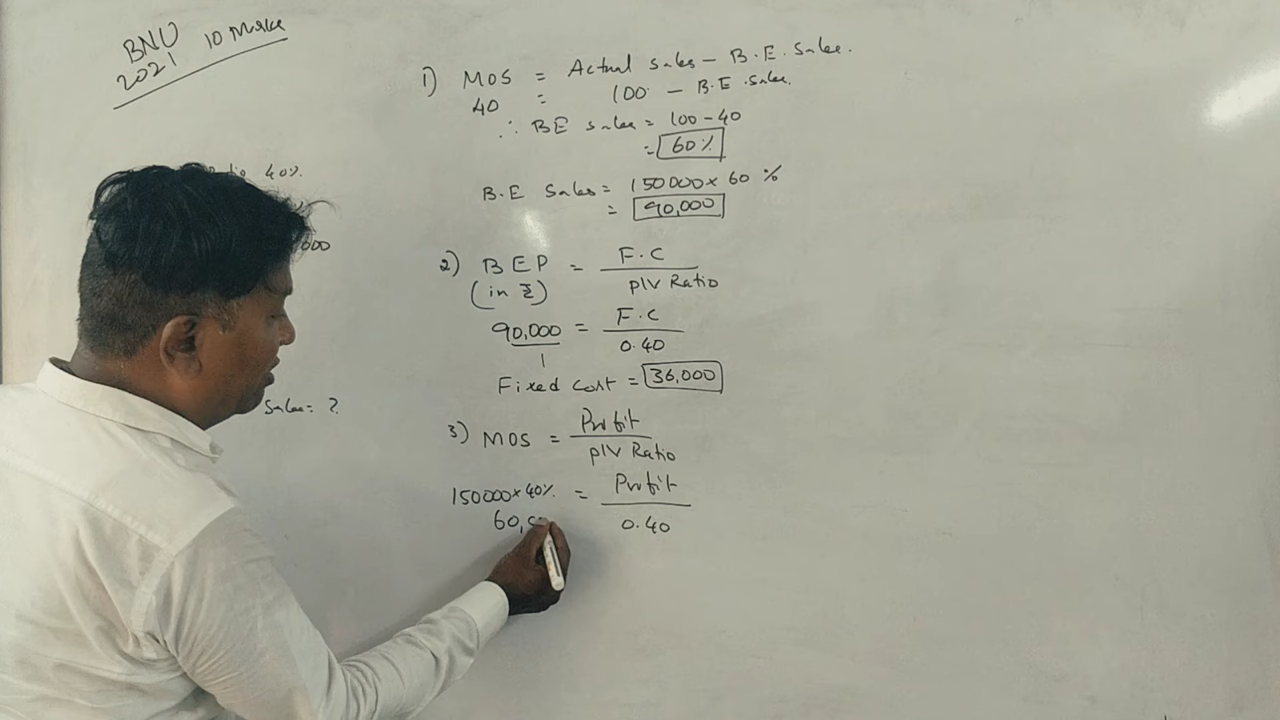 BNU
2021 10 Marks
40%
000
Sales = ?
1) MOS = Actual Sales - B.E. Sales.
40 = 100 - B.E. Sales.
∴ BE sales = 100 - 40
= 60%
B.E Sales = 150000 x 60 %
= 90,000
2) BEP = F.C
(in ₹) P/V Ratio
90,000 = F.C
1 0.40
Fixed cost = 36,000
3) MOS = Profit
P/V Ratio
150000 x 40% = Profit
60, 0.40